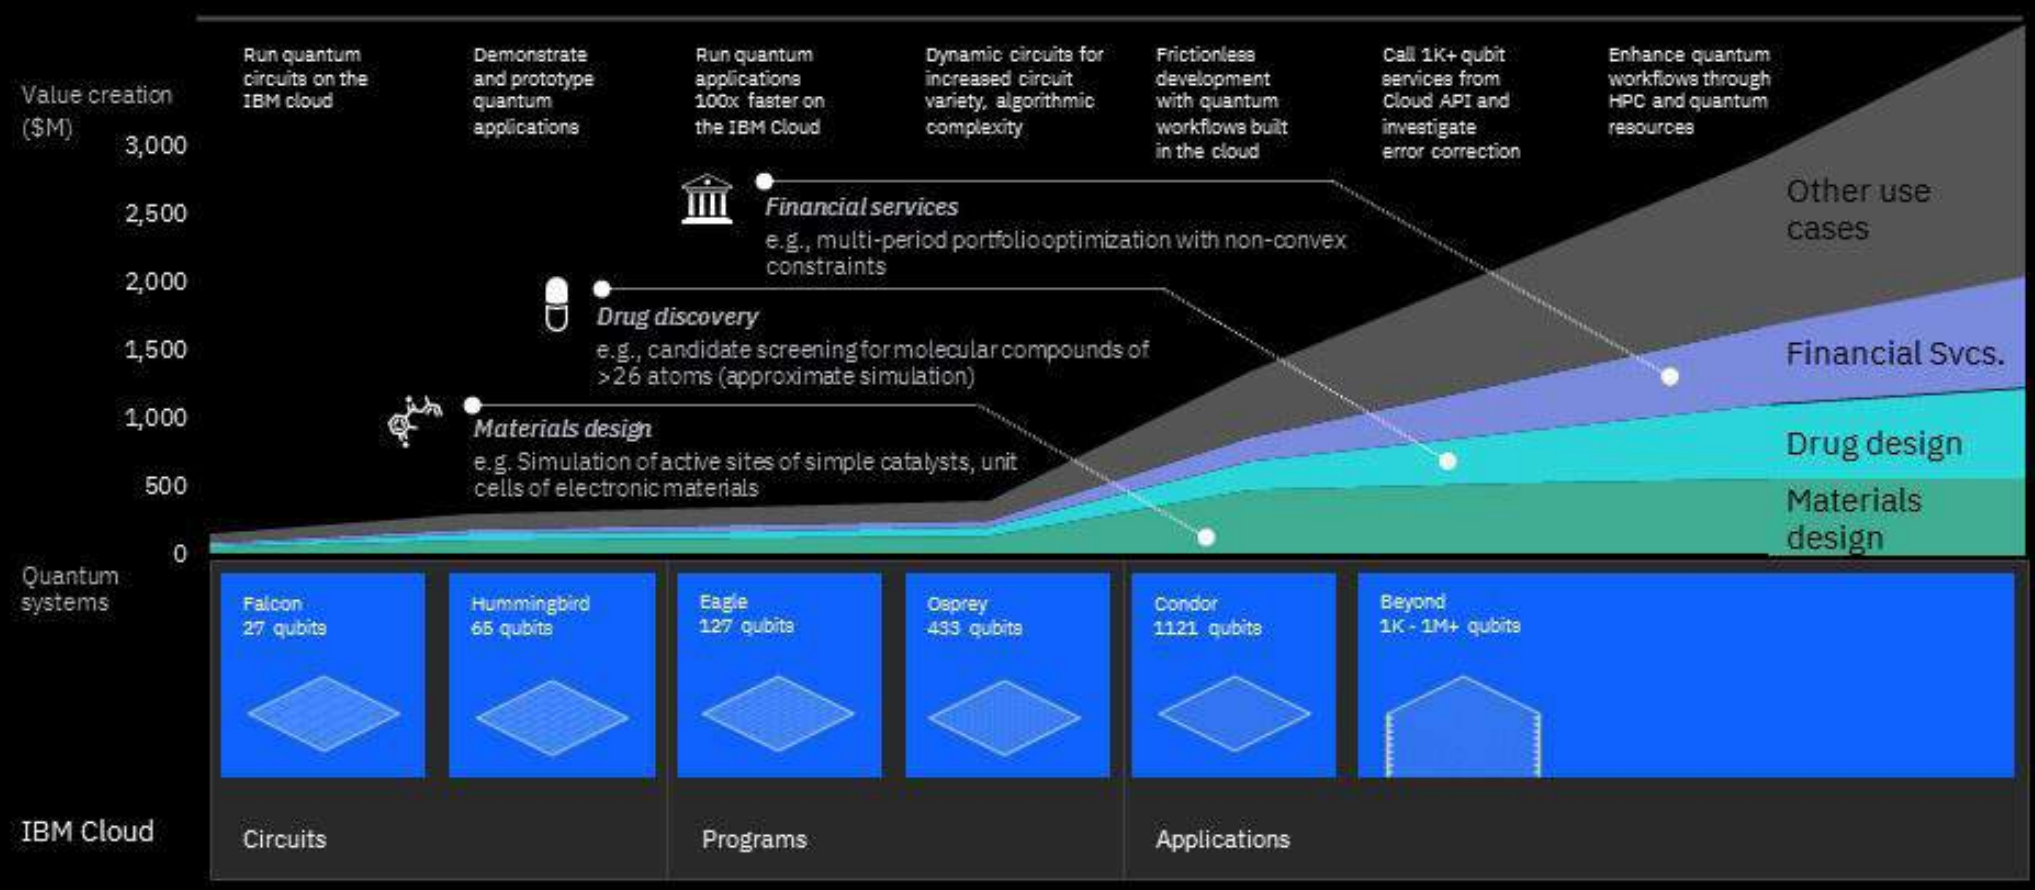 Run quantum
circuits on the
IBM cloud
Demonstrate
and prototype
quantum
applications
Run quantum
applications
100x faster on
the IBM Cloud
Dynamic circuits for
increased circuit
variety, algorithmic
complexity
Frictionless
development
with quantum
workflows built
in the cloud
Call 1K+ qubit
services from
Cloud API and
investigate
error correction
Enhance quantum
workflows through
HPC and quantum
resources
Value creation
($M)
3,000
2,500
2,000
1,500
1,000
500
0
Financial services
e.g., multi-period portfolio optimization with non-convex
constraints
Drug discovery
e.g., candidate screening for molecular compounds of
>26 atoms (approximate simulation)
Materials design
e.g. Simulation of active sites of simple catalysts, unit
cells of electronic materials
Other use
cases
Financial Svcs.
Drug design
Materials
design
Quantum
systems
Falcon
27 qubits
Hummingbird
65 qubits
Eagle
127 qubits
Osprey
433 qubits
Condor
1121 qubits
Beyond
1K - 1M+ qubits
IBM Cloud
Circuits
Programs
Applications